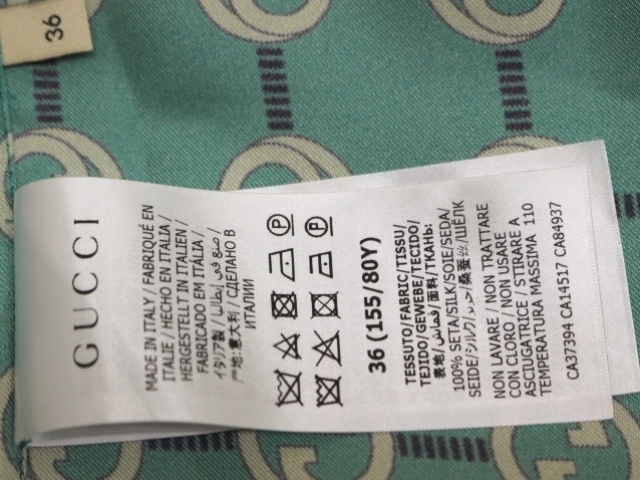 36
GUCCI
MADE IN ITALY / FABRIQUÉ EN
ITALIE / HECHO EN ITALIA /
HERGESTELLT IN ITALIEN /
FABRICADO EM ITALIA /
イタリア製 / صنع في إيطاليا /
产地: 意大利 / СДЕЛАНО В
ИТАЛИИ
P P
36 (155/80Y)
TESSUTO/FABRIC/TISSU/
TEJIDO/GEWEBE/TECIDO/
表地/قماش/面料/ТКАНЬ:
100% SETA/SILK/SOIE/SEDA/
SEIDE/シルク/حرير/桑蚕丝/ШЁЛК
NON LAVARE / NON TRATTARE
CON CLORO / NON USARE
ASCIUGATRICE / STIRARE A
TEMPERATURA MASSIMA 110
CA37394 CA14517 CA84937